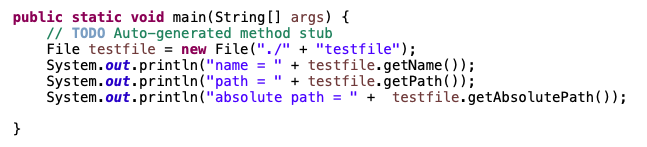 public static void main(String[] args) {
    // TODO Auto-generated method stub
    File testfile = new File("./" + "testfile");
    System.out.println("name = " + testfile.getName());
    System.out.println("path = " + testfile.getPath());
    System.out.println("absolute path = " +  testfile.getAbsolutePath());
}